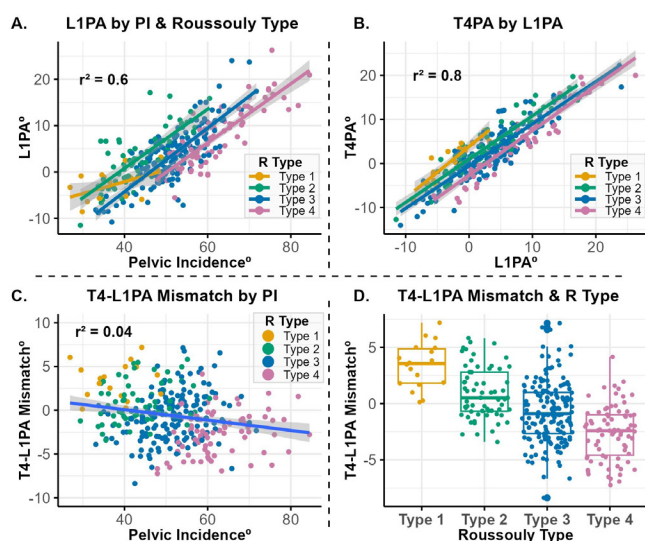 A. L1PA by PI & Roussouly Type
r² = 0.6
L1PAº
20
10
0
-10
40 60 80
Pelvic Incidenceº
R Type
Type 1
Type 2
Type 3
Type 4
B. T4PA by L1PA
r² = 0.8
T4PAº
20
10
0
-10
-10 0 10 20
L1PAº
R Type
Type 1
Type 2
Type 3
Type 4
C. T4-L1PA Mismatch by PI
r² = 0.04
T4-L1PA Mismatchº
10
5
0
-5
-10
40 60 80
Pelvic Incidenceº
R Type
Type 1
Type 2
Type 3
Type 4
D. T4-L1PA Mismatch & R Type
T4-L1PA Mismatchº
5
0
-5
Type 1 Type 2 Type 3 Type 4
Roussouly Type